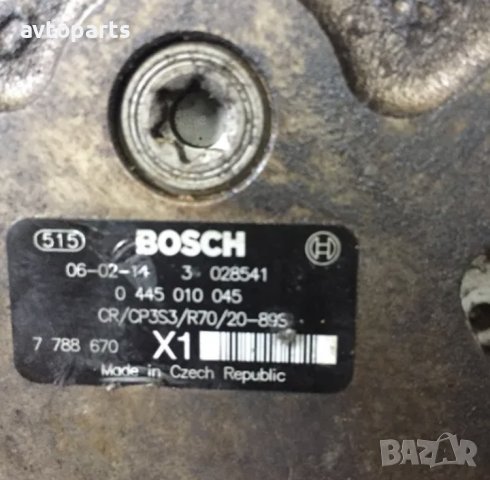 avtoparts
515 BOSCH
06-02-14 3 028541
0 445 010 045
CR/CP3S3/R70/20-89S
7 788 670 X1
Made in Czech Republic
BAZAR